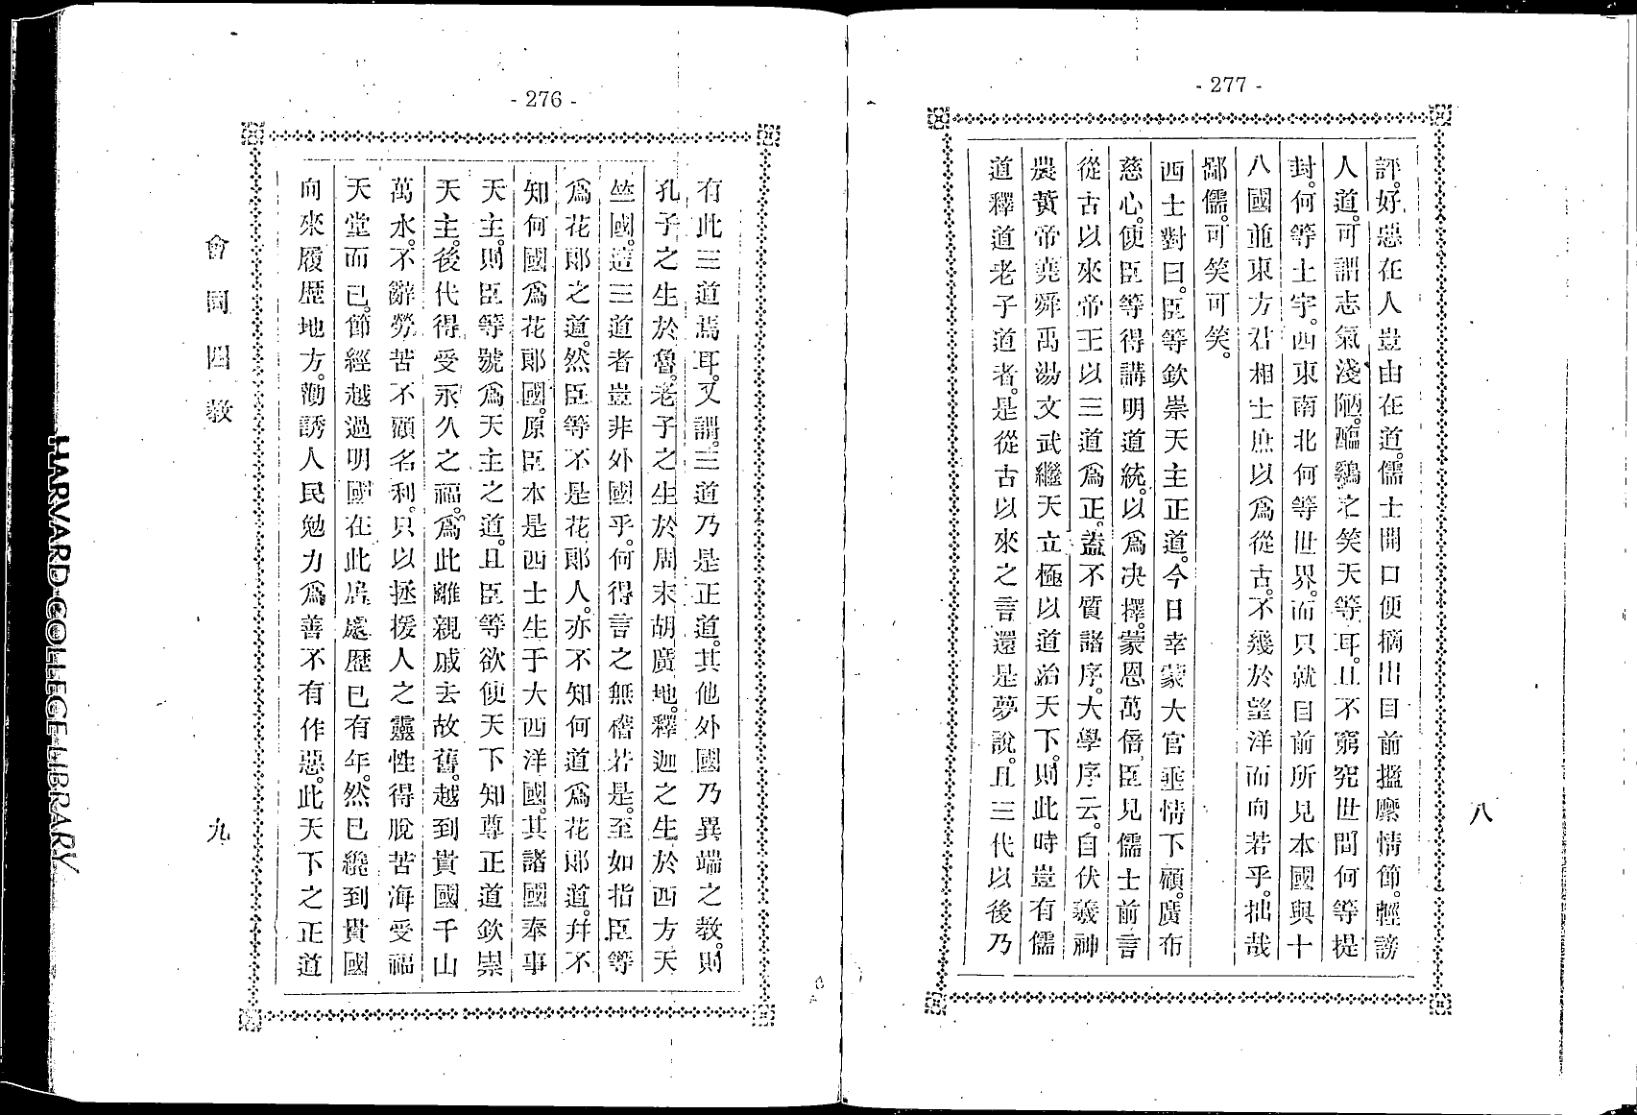 - 277 -
評。好惡在人豈由在道。儒士開口便摘出目前搵縻情節。輕謗
人道。可謂志氣淺陋。醯鷄之笑天等耳。且不窮究世間何等提
封。何等土宇。西東南北何等世界。而只就目前所見本國與十
八國並東方君相士庶以爲從古。不幾於望洋而向若乎。拙哉
鄙儒。可笑可笑。
西士對曰。臣等欽崇天主正道。今日幸蒙大官垂情下顧。廣布
慈心。使臣等得講明道統。以爲决擇。蒙恩萬倍臣見儒士前言
從古以來帝王以三道爲正。盖不質諸序。大學序云。自伏羲神
農黃帝堯舜禹湯文武繼天立極以道治天下。則此時豈有儒
道釋道老子道者。是從古以來之言還是夢說。且三代以後乃
八
- 276 -
有此三道焉耳。又謂。三道乃是正道。其他外國乃異端之教。則
孔子之生於魯。老子之生於周末胡廣地。釋迦之生於西方天
竺國。這三道者豈非外國乎。何得言之無稽若是。至如指臣等
爲花郎之道。然臣等不是花郎人。亦不知何道爲花郎道。幷不
知何國爲花郎國。原臣本是西士生于大西洋國。其諸國奉事
天主。則臣等號爲天主之道。且臣等欲使天下知尊正道欽崇
天主。後代得受永久之福。爲此離親戚去故舊。越到貴國千山
萬水。不辭勞苦不顧名利。只以拯援人之靈性得脫苦海受福
天堂而已。節經越過明國在此居處歷已有年。然已纔到貴國
向來履歷地方。勸誘人民勉力爲善不有作惡。此天下之正道
會同四教
九
HARVARD COLLEGE LIBRARY